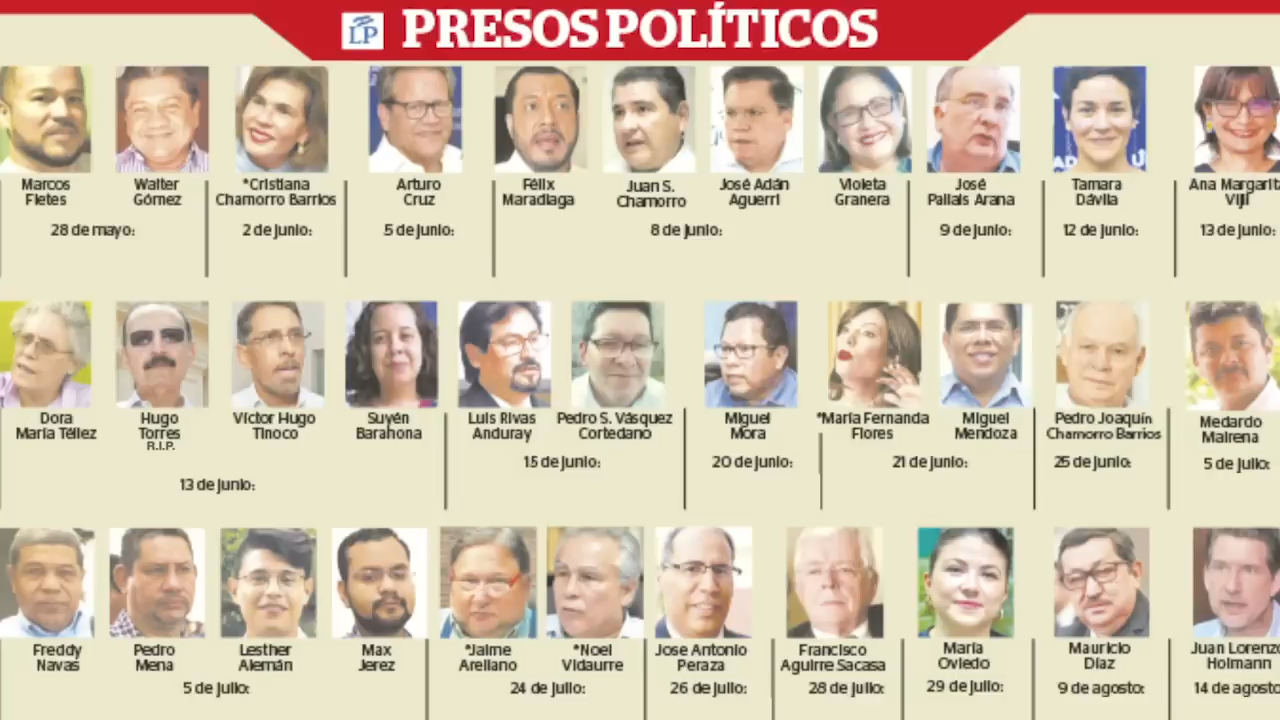 LP PRESOS POLÍTICOS
Marcos Fletes
Walter Gómez
28 de mayo:
*Cristiana Chamorro Barrios
2 de junio:
Arturo Cruz
5 de junio:
Félix Maradiaga
Juan S. Chamorro
José Adán Aguerri
Violeta Granera
8 de junio:
José Pallais Arana
9 de junio:
Tamara Dávila
12 de junio:
Ana Margarit Vijil
13 de junio:
Dora María Téllez
Hugo Torres R.I.P.
Víctor Hugo Tinoco
Suyén Barahona
13 de junio:
Luis Rivas Anduray
Pedro S. Vásquez Cortedano
15 de junio:
Miguel Mora
20 de junio:
*María Fernanda Flores
Miguel Mendoza
21 de junio:
Pedro Joaquín Chamorro Barrios
25 de junio:
Medardo Mairena
5 de julio:
Freddy Navas
Pedro Mena
Lesther Alemán
Max Jerez
5 de julio:
*Jaime Arellano
*Noel Vidaurre
24 de julio:
Jose Antonio Peraza
26 de julio:
Francisco Aguirre Sacasa
28 de julio:
María Oviedo
29 de julio:
Mauricio Díaz
9 de agosto:
Juan Lorenzo Holmann
14 de agosto